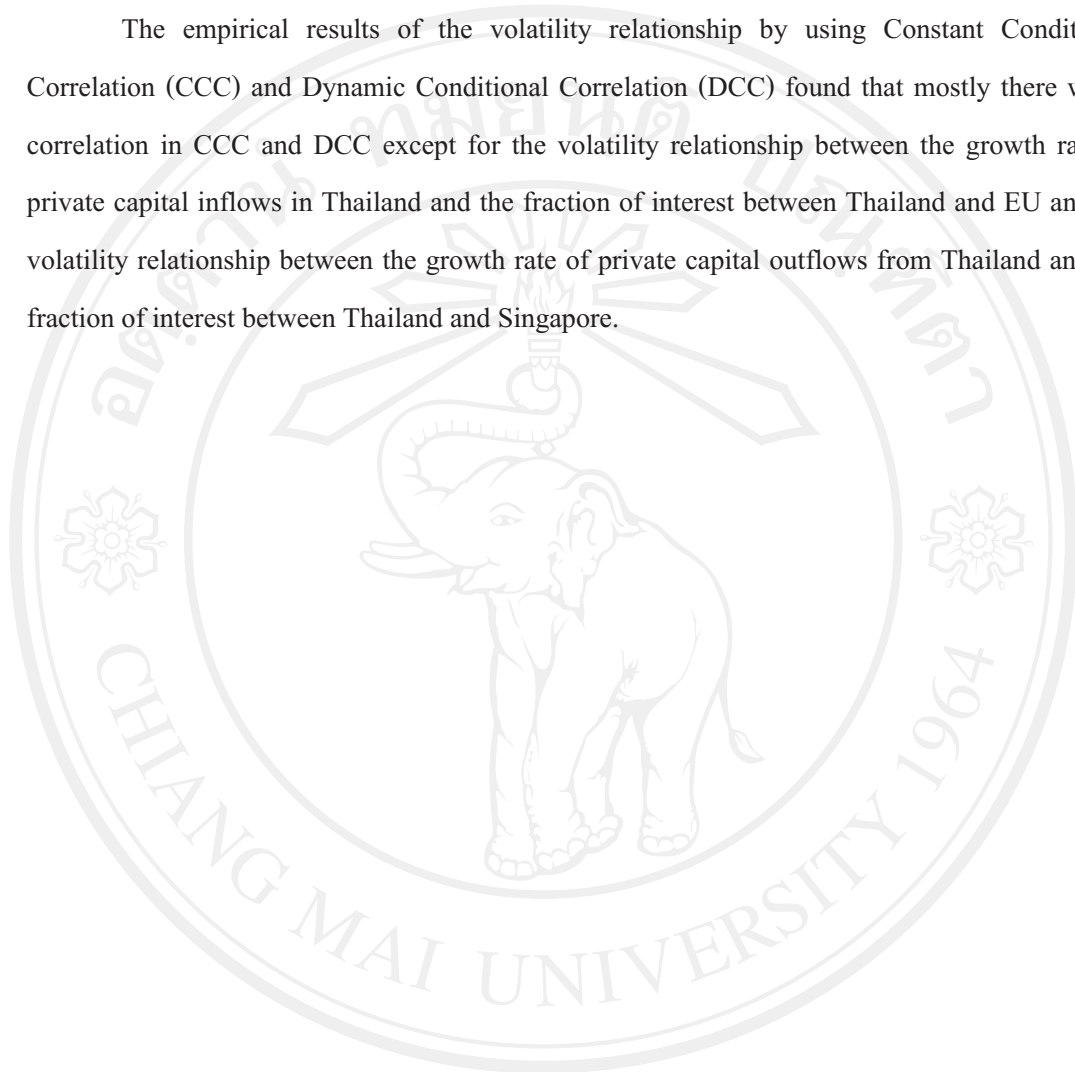 The empirical results of the volatility relationship by using Constant Condit
Correlation (CCC) and Dynamic Conditional Correlation (DCC) found that mostly there w
correlation in CCC and DCC except for the volatility relationship between the growth ra
private capital inflows in Thailand and the fraction of interest between Thailand and EU an
volatility relationship between the growth rate of private capital outflows from Thailand an
fraction of interest between Thailand and Singapore.
CHIANG MAI UNIVERSITY 1964